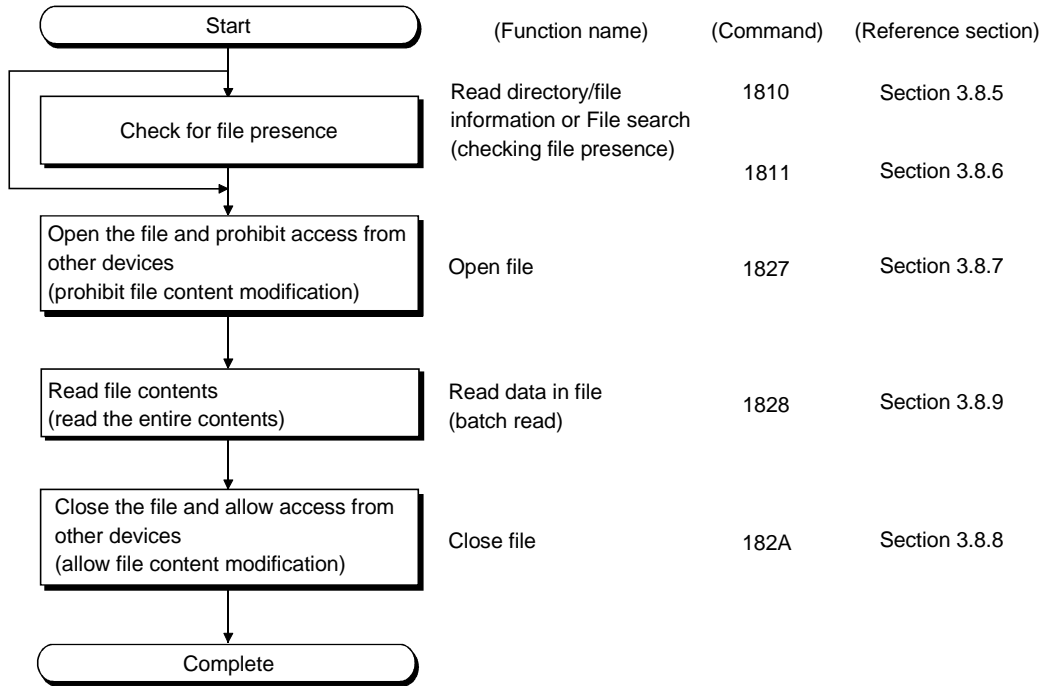 Start
(Function name)
(Command)
(Reference section)
Check for file presence
Read directory/file
information or File search
(checking file presence)
1810
Section 3.8.5
1811
Section 3.8.6
Open the file and prohibit access from
other devices
(prohibit file content modification)
Open file
1827
Section 3.8.7
Read file contents
(read the entire contents)
Read data in file
(batch read)
1828
Section 3.8.9
Close the file and allow access from
other devices
(allow file content modification)
Close file
182A
Section 3.8.8
Complete